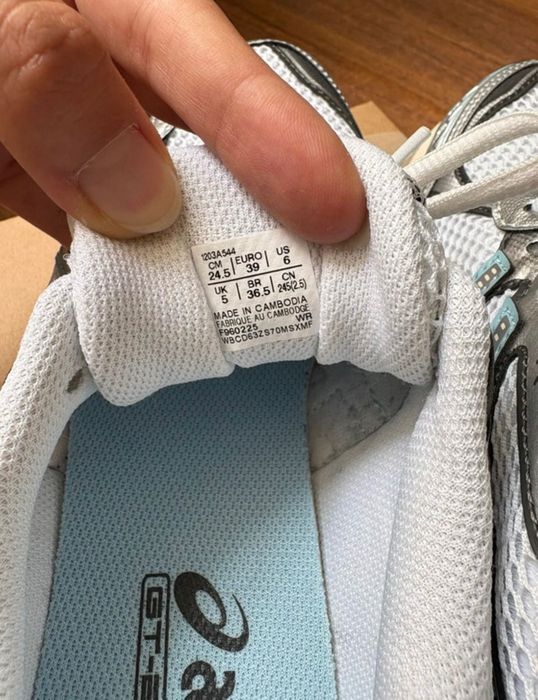 1203A544
CM EURO US
24.5 39 6
UK BR CN
5 36.5 245(2.5)
MADE IN CAMBODIA
FABRIQUE AU CAMBODGE
F960225 WR
WBCD63ZS70MSXMF
GT-2
a